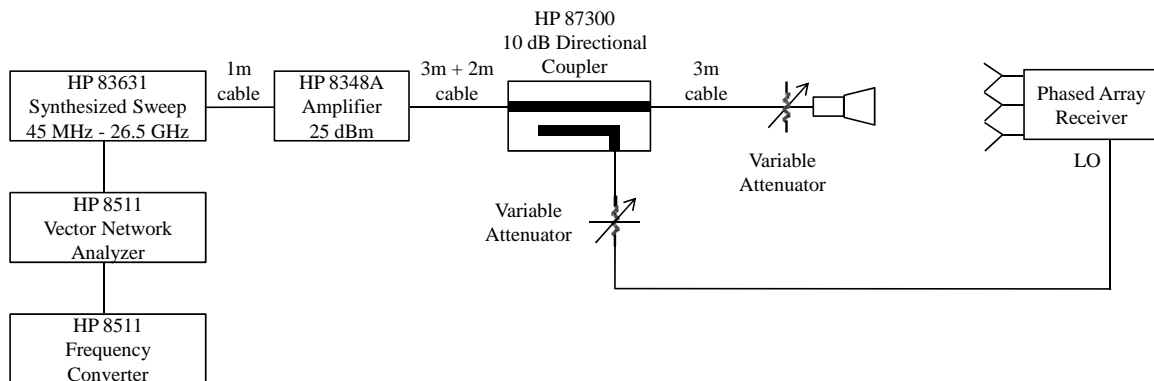 HP 87300
10 dB Directional
Coupler
HP 83631
Synthesized Sweep
45 MHz - 26.5 GHz
1m
cable
HP 8348A
Amplifier
25 dBm
3m + 2m
cable
3m
cable
Phased Array
Receiver
LO
Variable
Attenuator
HP 8511
Vector Network
Analyzer
Variable
Attenuator
HP 8511
Frequency
Converter